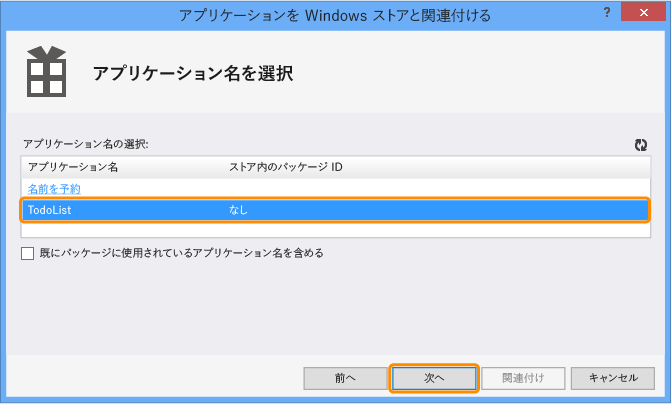 アプリケーションを Windows ストアと関連付ける
?
アプリケーション名を選択
アプリケーション名の選択:
アプリケーション名 ストア内のパッケージ ID
名前を予約
TodoList なし
既にパッケージに使用されているアプリケーション名を含める
前へ 次へ 関連付け キャンセル